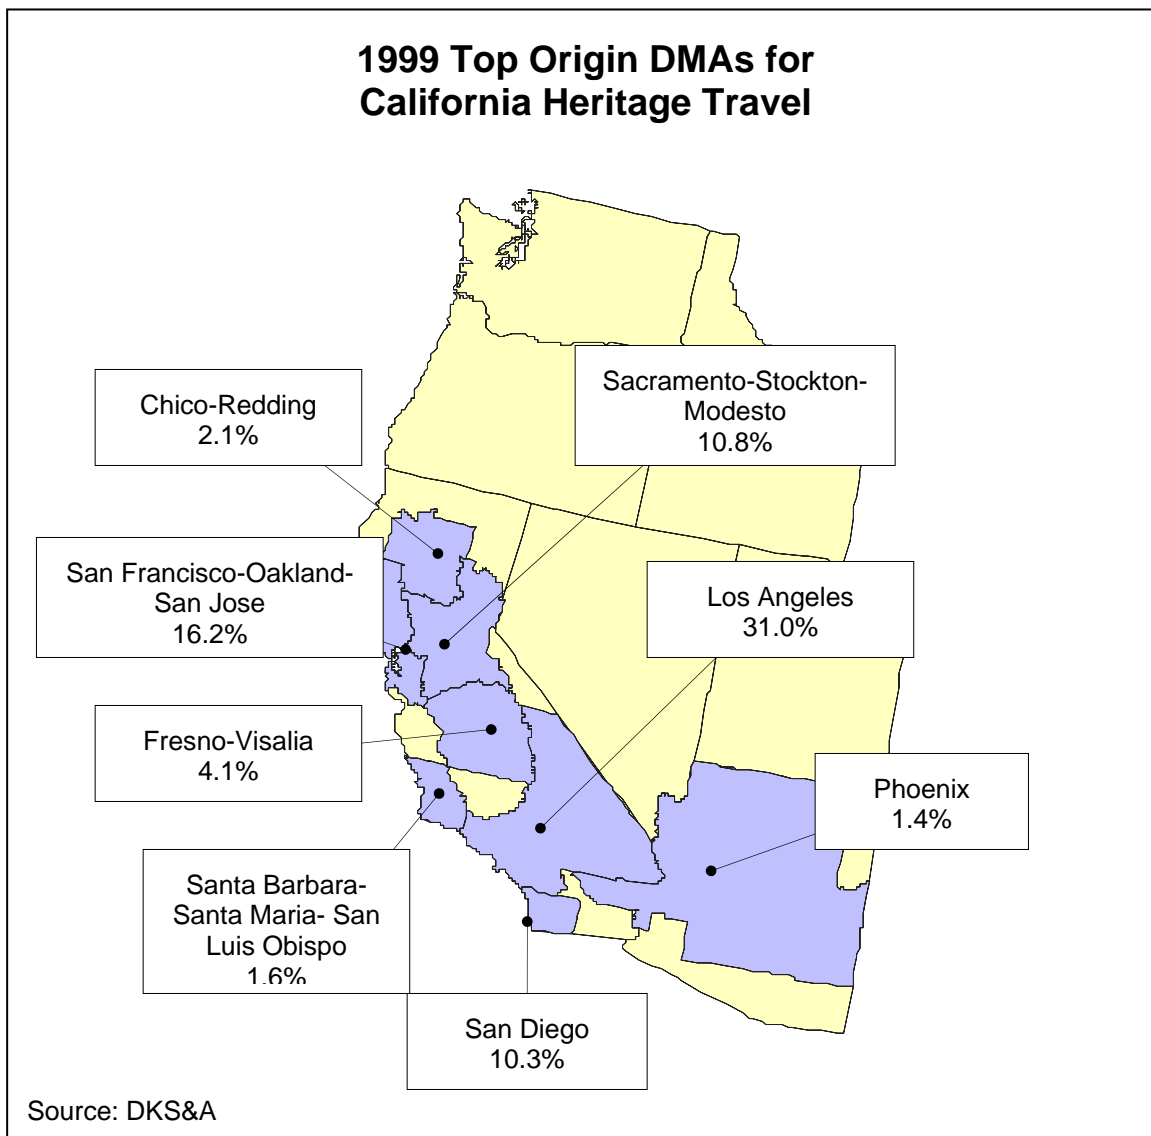 1999 Top Origin DMAs for
California Heritage Travel
Chico-Redding
2.1%
Sacramento-Stockton-
Modesto
10.8%
San Francisco-Oakland-
San Jose
16.2%
Los Angeles
31.0%
Fresno-Visalia
4.1%
Phoenix
1.4%
Santa Barbara-
Santa Maria- San
Luis Obispo
1.6%
San Diego
10.3%
Source: DKS&A